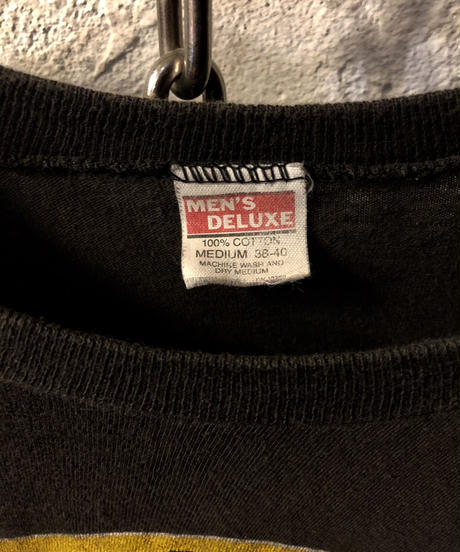 MEN'S
DELUXE
100% COTTON
MEDIUM 38-40
MACHINE WASH AND
DRY MEDIUM